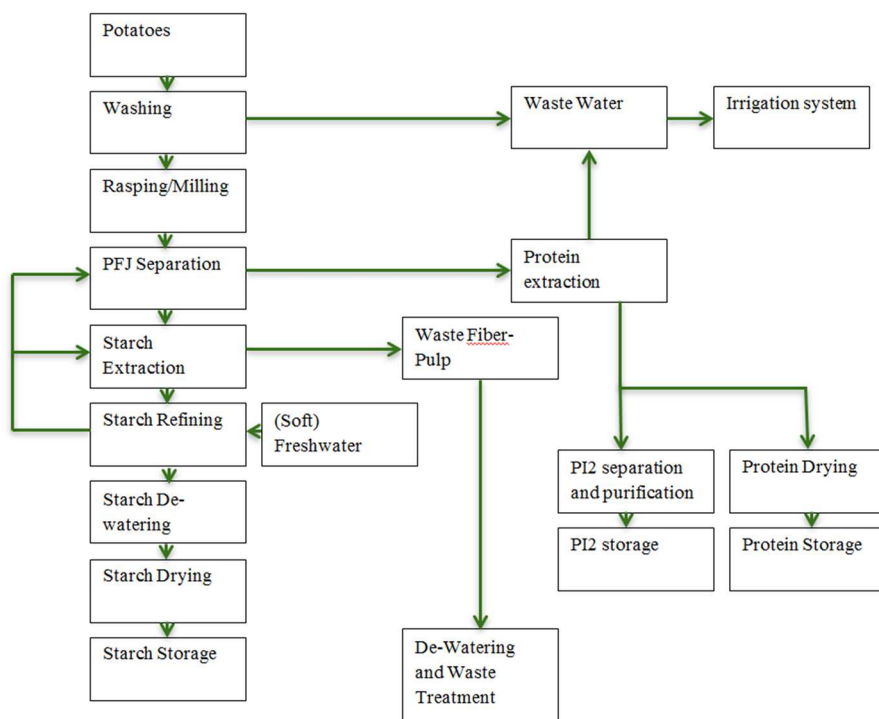 Potatoes
Washing
Waste Water
Irrigation system
Rasping/Milling
PFJ Separation
Protein
extraction
Starch
Extraction
Waste Fiber-
Pulp
Starch Refining
(Soft)
Freshwater
PI2 separation
and purification
Protein Drying
Starch De-
watering
PI2 storage
Protein Storage
Starch Drying
Starch Storage
De-Watering
and Waste
Treatment